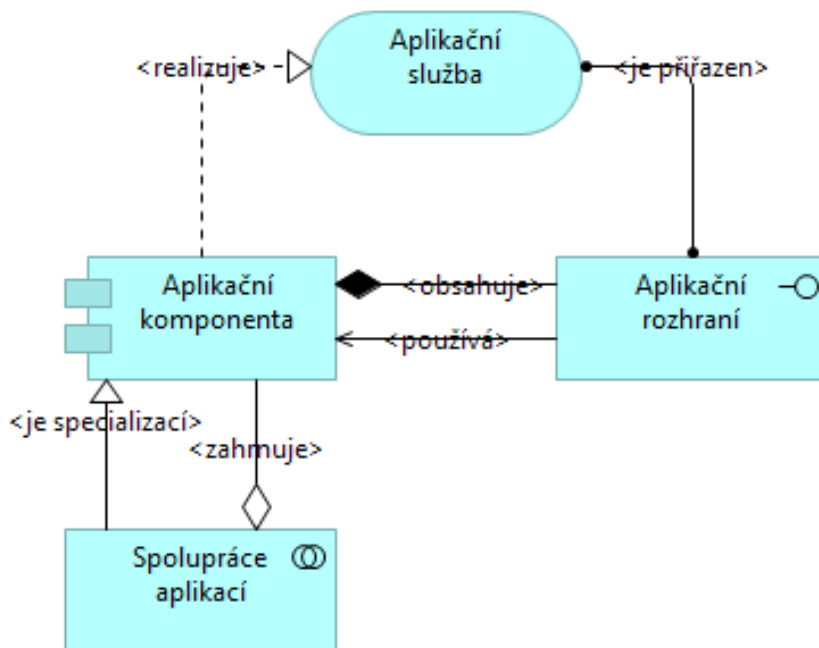 Aplikační
služba
<realizuje>
<je přiřazen>
Aplikační
komponenta
<obsahuje>
<používá>
Aplikační
rozhraní
<je specializací>
<zahrnuje>
Spolupráce
aplikací